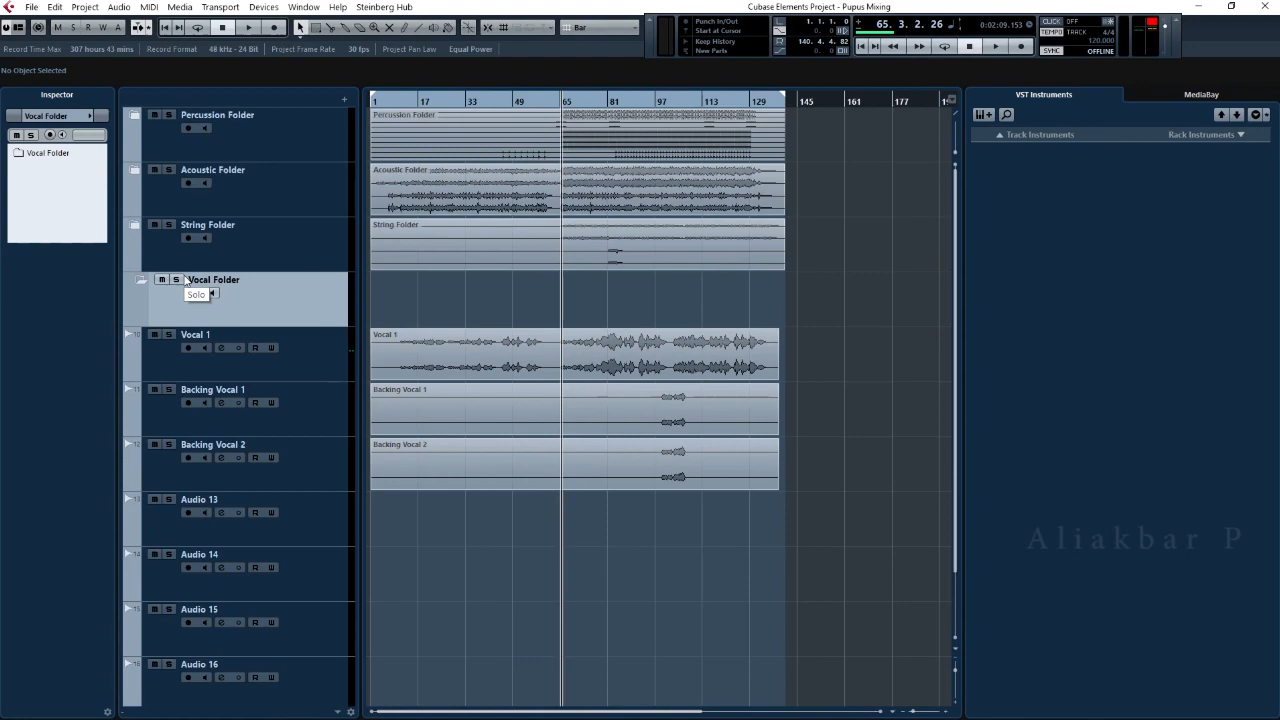 Cubase Elements Project - Pupus Mixing
File Edit Project Audio MIDI Media Transport Devices Window Help Steinberg Hub
M S L R W A
Bar
Punch In/Out
Start at Cursor
Keep History
New Parts
1. 1. 1. 0
140. 4. 4. 82
65. 3. 2. 26
0:02:09.153
CLICK OFF
TEMPO TRACK 4/4
120.000
SYNC OFFLINE
Record Time Max 307 hours 43 mins Record Format 48 kHz - 24 Bit Project Frame Rate 30 fps Project Pan Law Equal Power
No Object Selected
Inspector
Vocal Folder
m S
Vocal Folder
1 17 33 49 65 81 97 113 129 145 161 177
VST Instruments MediaBay
Track Instruments Rack Instruments
m S Percussion Folder
Percussion Folder
m S Acoustic Folder
Acoustic Folder
m S String Folder
String Folder
m S Vocal Folder
Solo
10 Vocal 1
m S e R W
Vocal 1
11 m S Backing Vocal 1
e R W
Backing Vocal 1
12 m S Backing Vocal 2
e R W
Backing Vocal 2
13 m S Audio 13
e R W
14 m S Audio 14
e R W
15 m S Audio 15
e R W
16 m S Audio 16
e R W
Aliakbar P